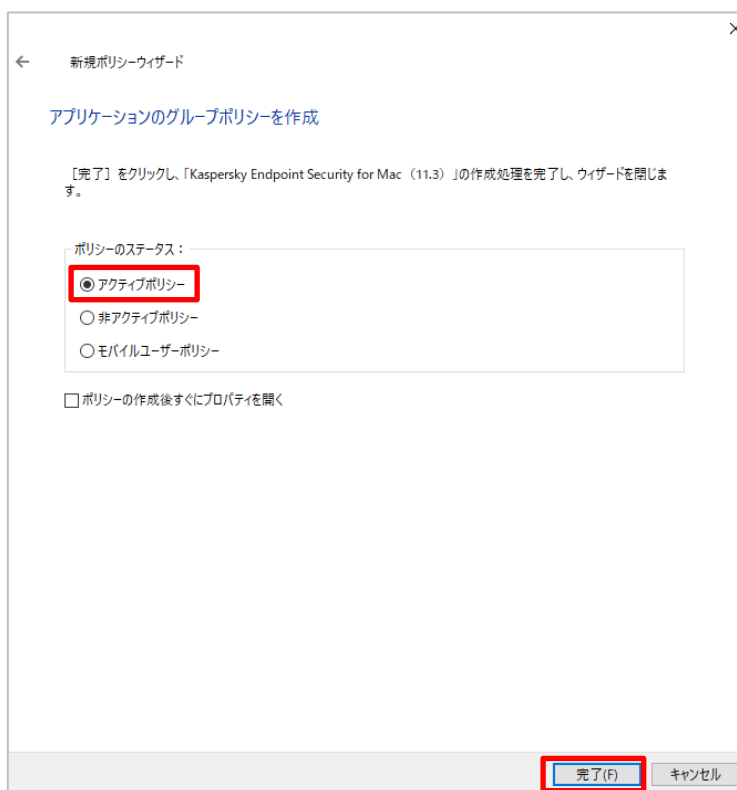 新規ポリシーウィザード
アプリケーションのグループポリシーを作成
［完了］をクリックし、「Kaspersky Endpoint Security for Mac（11.3）」の作成処理を完了し、ウィザードを閉じま
す。
ポリシーのステータス：
アクティブポリシー
非アクティブポリシー
モバイルユーザーポリシー
ポリシーの作成後すぐにプロパティを開く
完了(F)
キャンセル